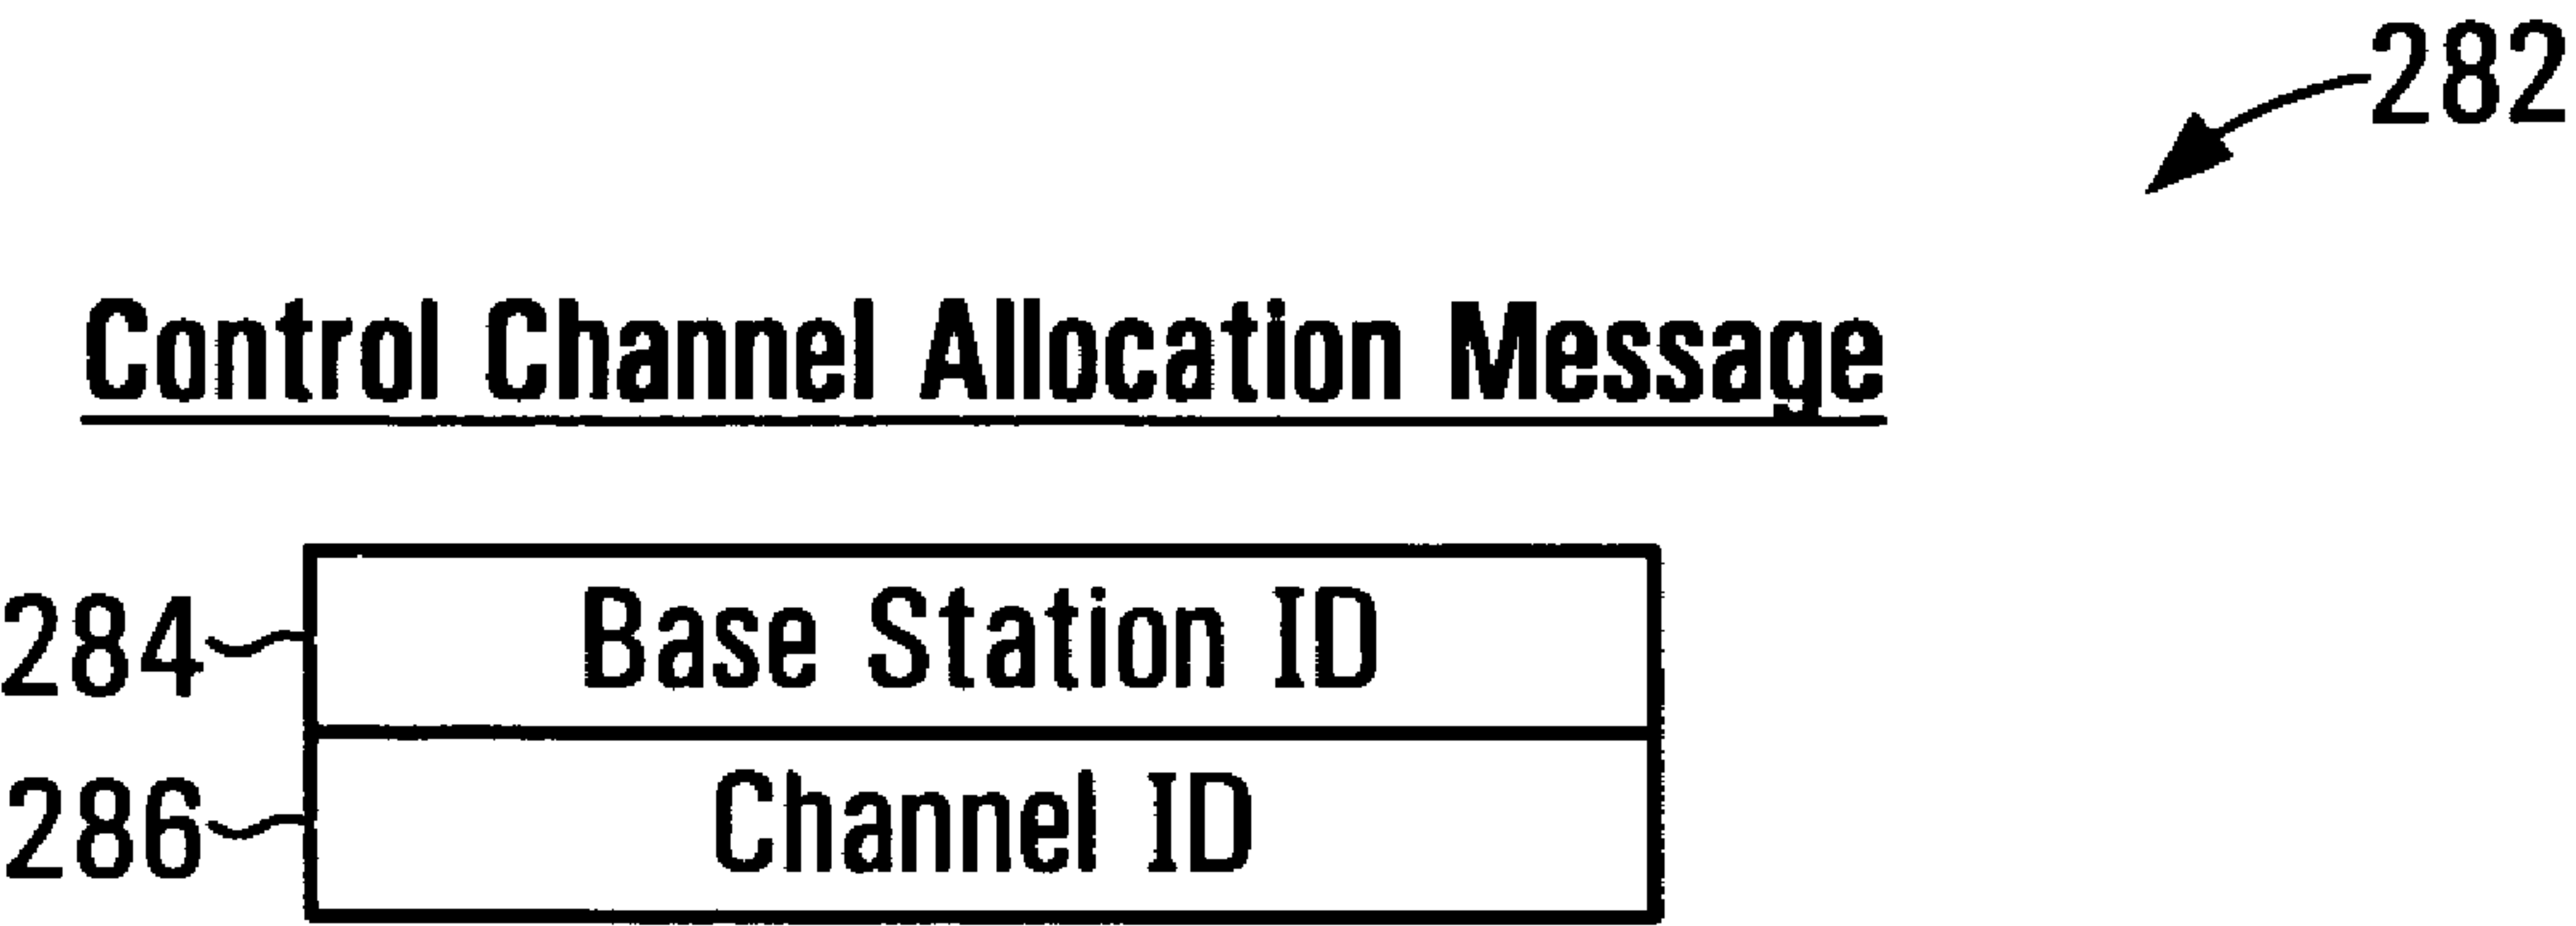 282
Control Channel Allocation Message
284 Base Station ID
286 Channel ID